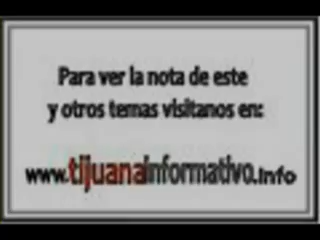 Para ver la nota de este
y otros temas visitanos en:
www.tijuanainformativo.info